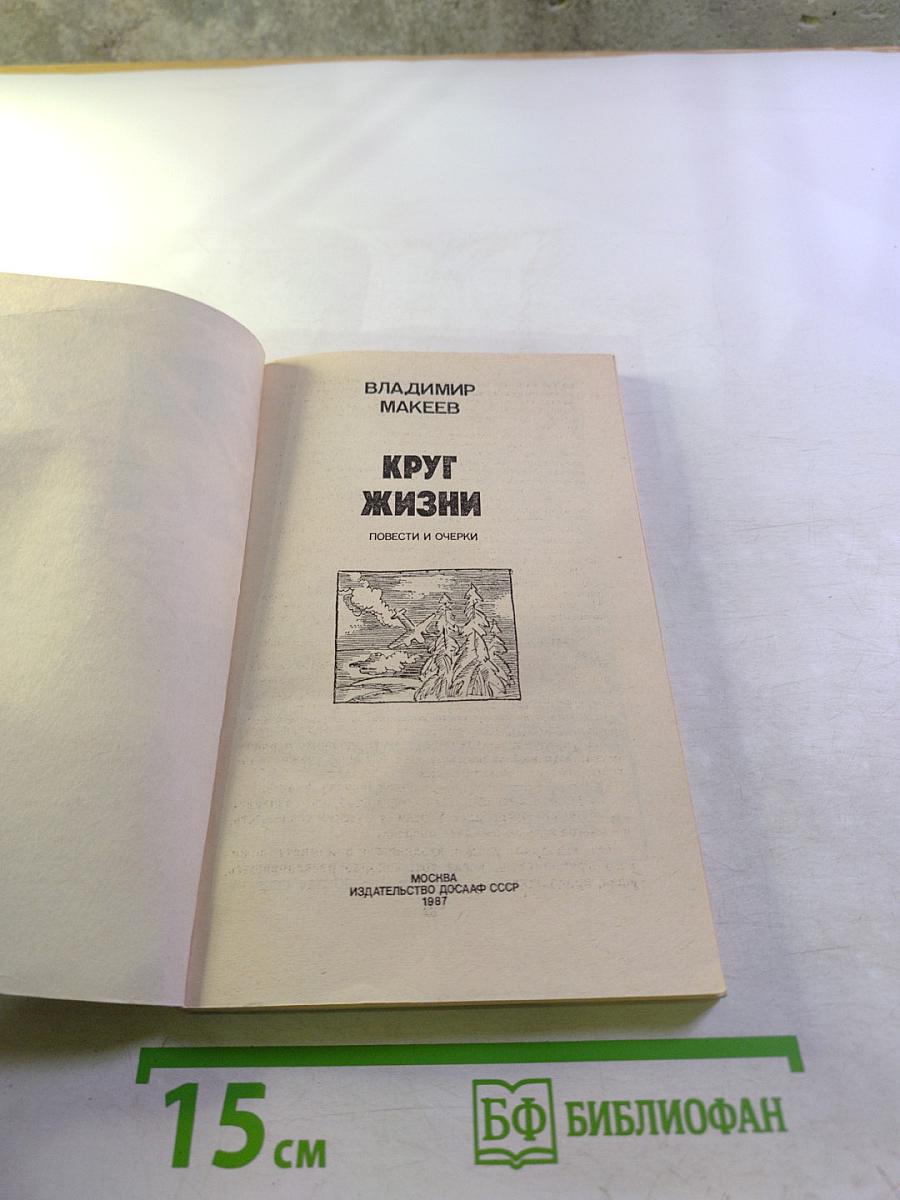 ВЛАДИМИР
МАКЕЕВ
КРУГ
ЖИЗНИ
ПОВЕСТИ И ОЧЕРКИ
МОСКВА
ИЗДАТЕЛЬСТВО ДОСААФ СССР
1987
15 см
БФ БИБЛИОФАН